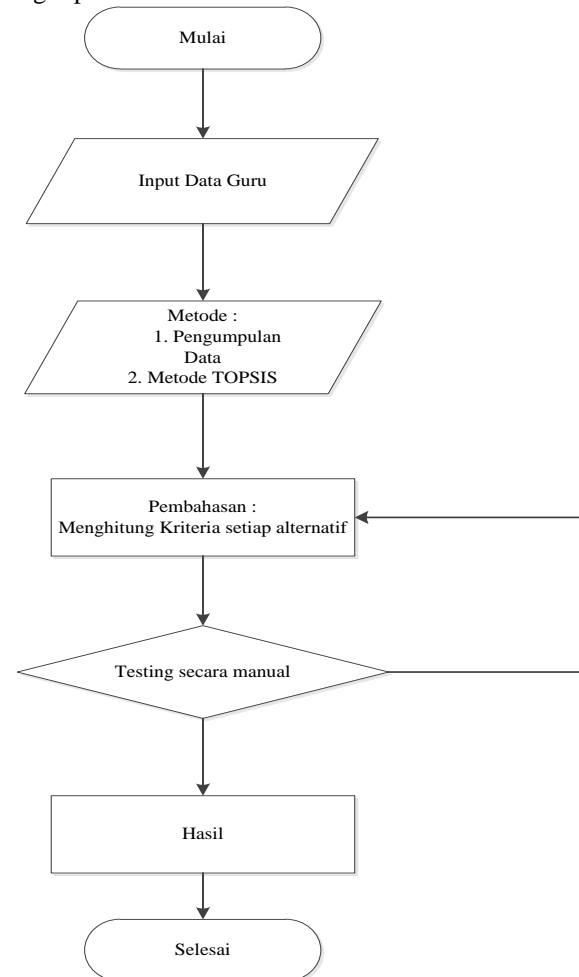 Mulai
Input Data Guru
Metode :
1. Pengumpulan
Data
2. Metode TOPSIS
Pembahasan :
Menghitung Kriteria setiap alternatif
Testing secara manual
Hasil
Selesai